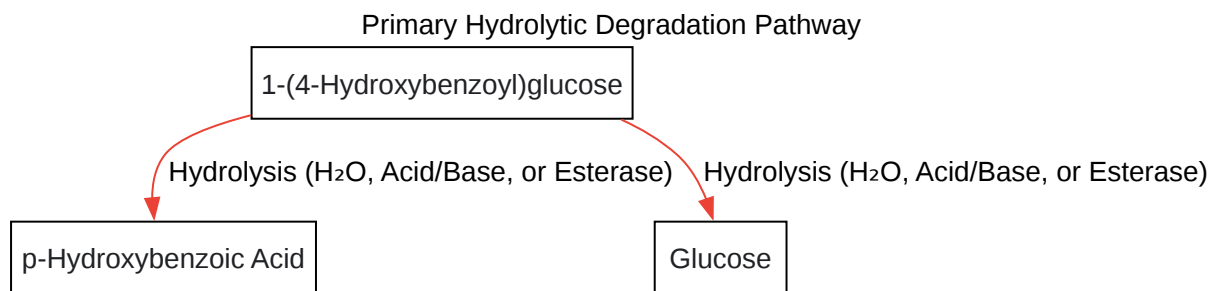 Primary Hydrolytic Degradation Pathway
1-(4-Hydroxybenzoyl)glucose
Hydrolysis (H₂O, Acid/Base, or Esterase)
Hydrolysis (H₂O, Acid/Base, or Esterase)
p-Hydroxybenzoic Acid
Glucose